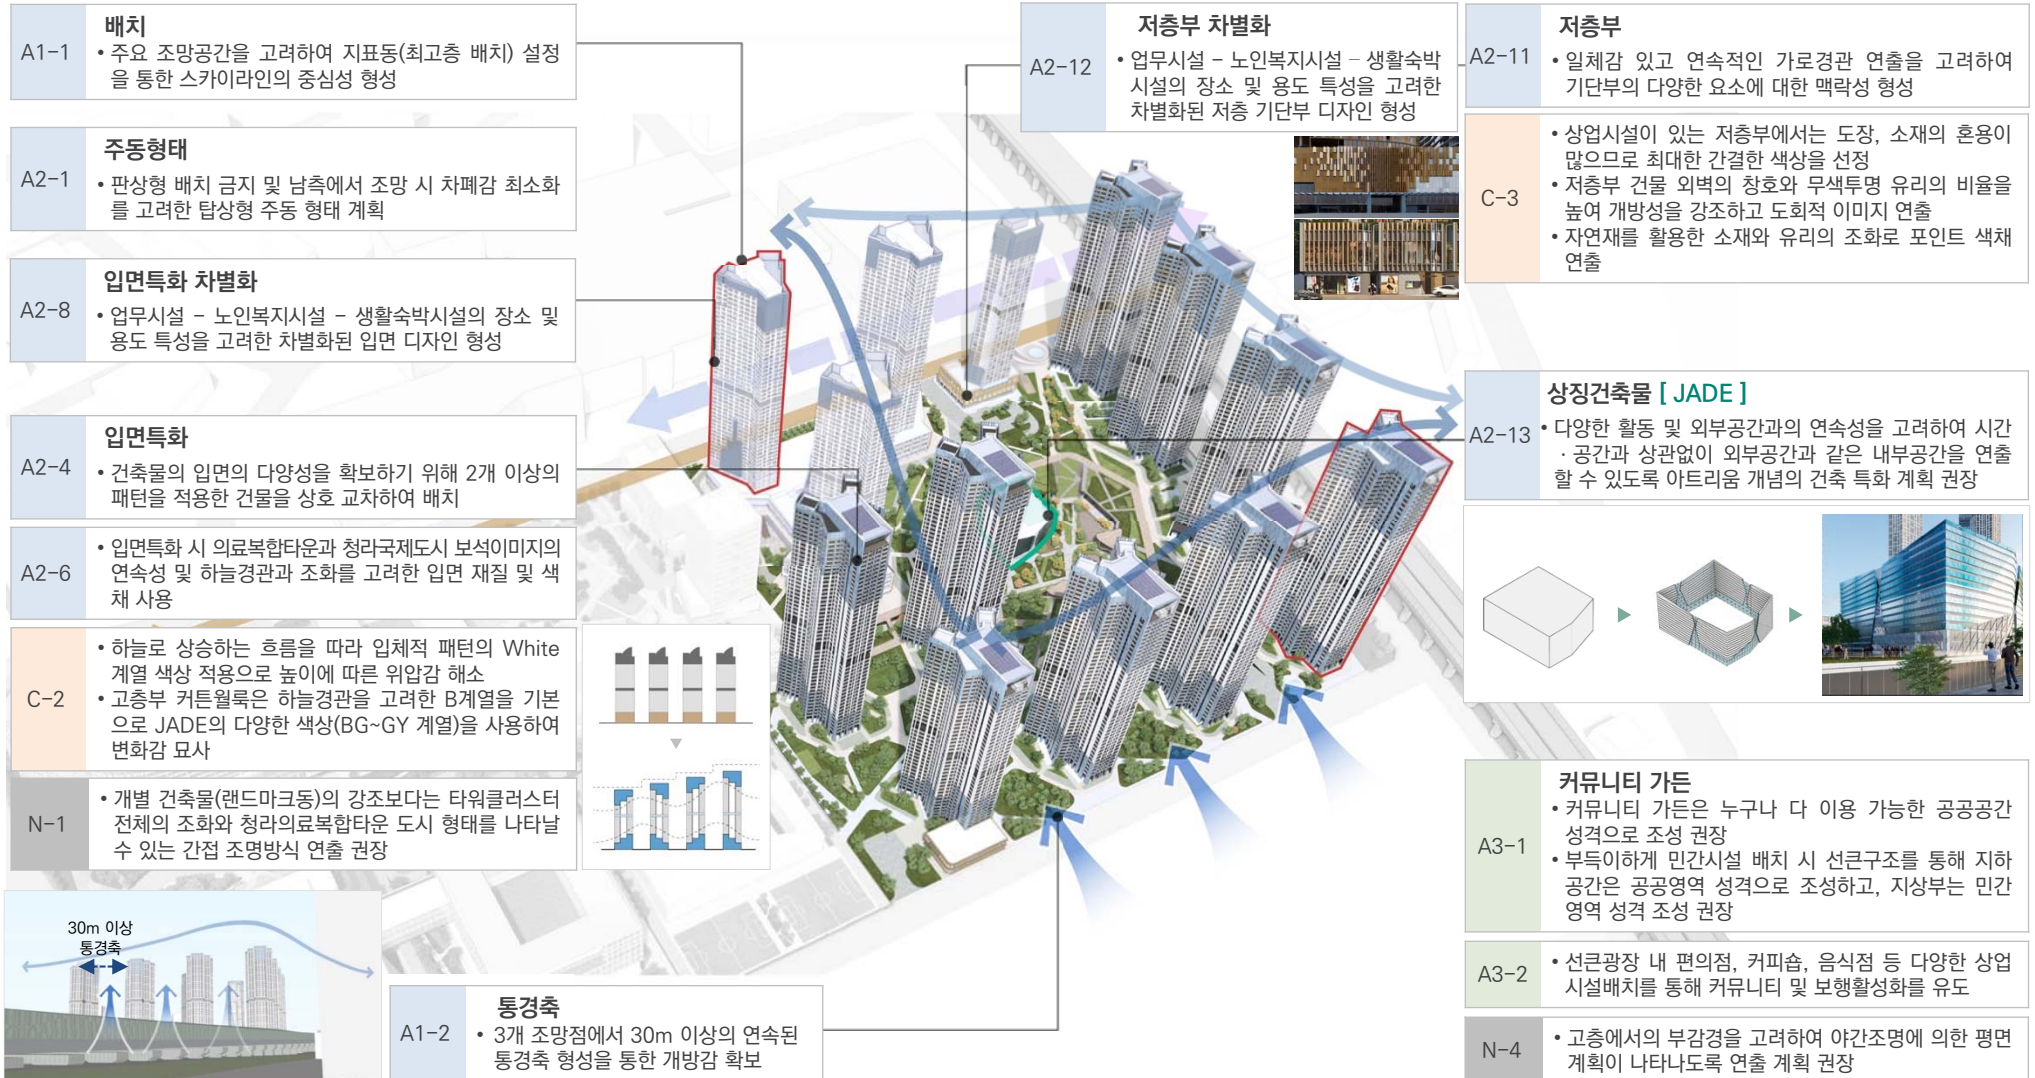 A1-1
배치
• 주요 조망공간을 고려하여 지표동(최고층 배치) 설정
을 통한 스카이라인의 중심성 형성
A2-1
주동형태
• 판상형 배치 금지 및 남측에서 조망 시 차폐감 최소화
를 고려한 탑상형 주동 형태 계획
A2-8
입면특화 차별화
• 업무시설 - 노인복지시설 - 생활숙박시설의 장소 및
용도 특성을 고려한 차별화된 입면 디자인 형성
A2-4
입면특화
• 건축물의 입면의 다양성을 확보하기 위해 2개 이상의
패턴을 적용한 건물을 상호 교차하여 배치
A2-6
• 입면특화 시 의료복합타운과 청라국제도시 보석이미지의
연속성 및 하늘경관과 조화를 고려한 입면 재질 및 색
채 사용
C-2
• 하늘로 상승하는 흐름을 따라 입체적 패턴의 White
계열 색상 적용으로 높이에 따른 위압감 해소
• 고층부 커튼월룩은 하늘경관을 고려한 B계열을 기본
으로 JADE의 다양한 색상(BG~GY 계열)을 사용하여
변화감 묘사
N-1
• 개별 건축물(랜드마크동)의 강조보다는 타워클러스터
전체의 조화와 청라의료복합타운 도시 형태를 나타낼
수 있는 간접 조명방식 연출 권장
30m 이상
통경축
A1-2
통경축
• 3개 조망점에서 30m 이상의 연속된
통경축 형성을 통한 개방감 확보
A2-12
저층부 차별화
• 업무시설 - 노인복지시설 - 생활숙박
시설의 장소 및 용도 특성을 고려한
차별화된 저층 기단부 디자인 형성
A2-11
저층부
• 일체감 있고 연속적인 가로경관 연출을 고려하여
기단부의 다양한 요소에 대한 맥락성 형성
C-3
• 상업시설이 있는 저층부에서는 도장, 소재의 혼용이
많으므로 최대한 간결한 색상을 선정
• 저층부 건물 외벽의 창호와 무색투명 유리의 비율을
높여 개방성을 강조하고 도회적 이미지 연출
• 자연재를 활용한 소재와 유리의 조화로 포인트 색채
연출
A2-13
상징건축물 [ JADE ]
• 다양한 활동 및 외부공간과의 연속성을 고려하여 시간
· 공간과 상관없이 외부공간과 같은 내부공간을 연출
할 수 있도록 아트리움 개념의 건축 특화 계획 권장
A3-1
커뮤니티 가든
• 커뮤니티 가든은 누구나 다 이용 가능한 공공공간
성격으로 조성 권장
• 부득이하게 민간시설 배치 시 선큰구조를 통해 지하
공간은 공공영역 성격으로 조성하고, 지상부는 민간
영역 성격 조성 권장
A3-2
• 선큰광장 내 편의점, 커피숍, 음식점 등 다양한 상업
시설배치를 통해 커뮤니티 및 보행활성화를 유도
N-4
• 고층에서의 부감경을 고려하여 야간조명에 의한 평면
계획이 나타나도록 연출 계획 권장